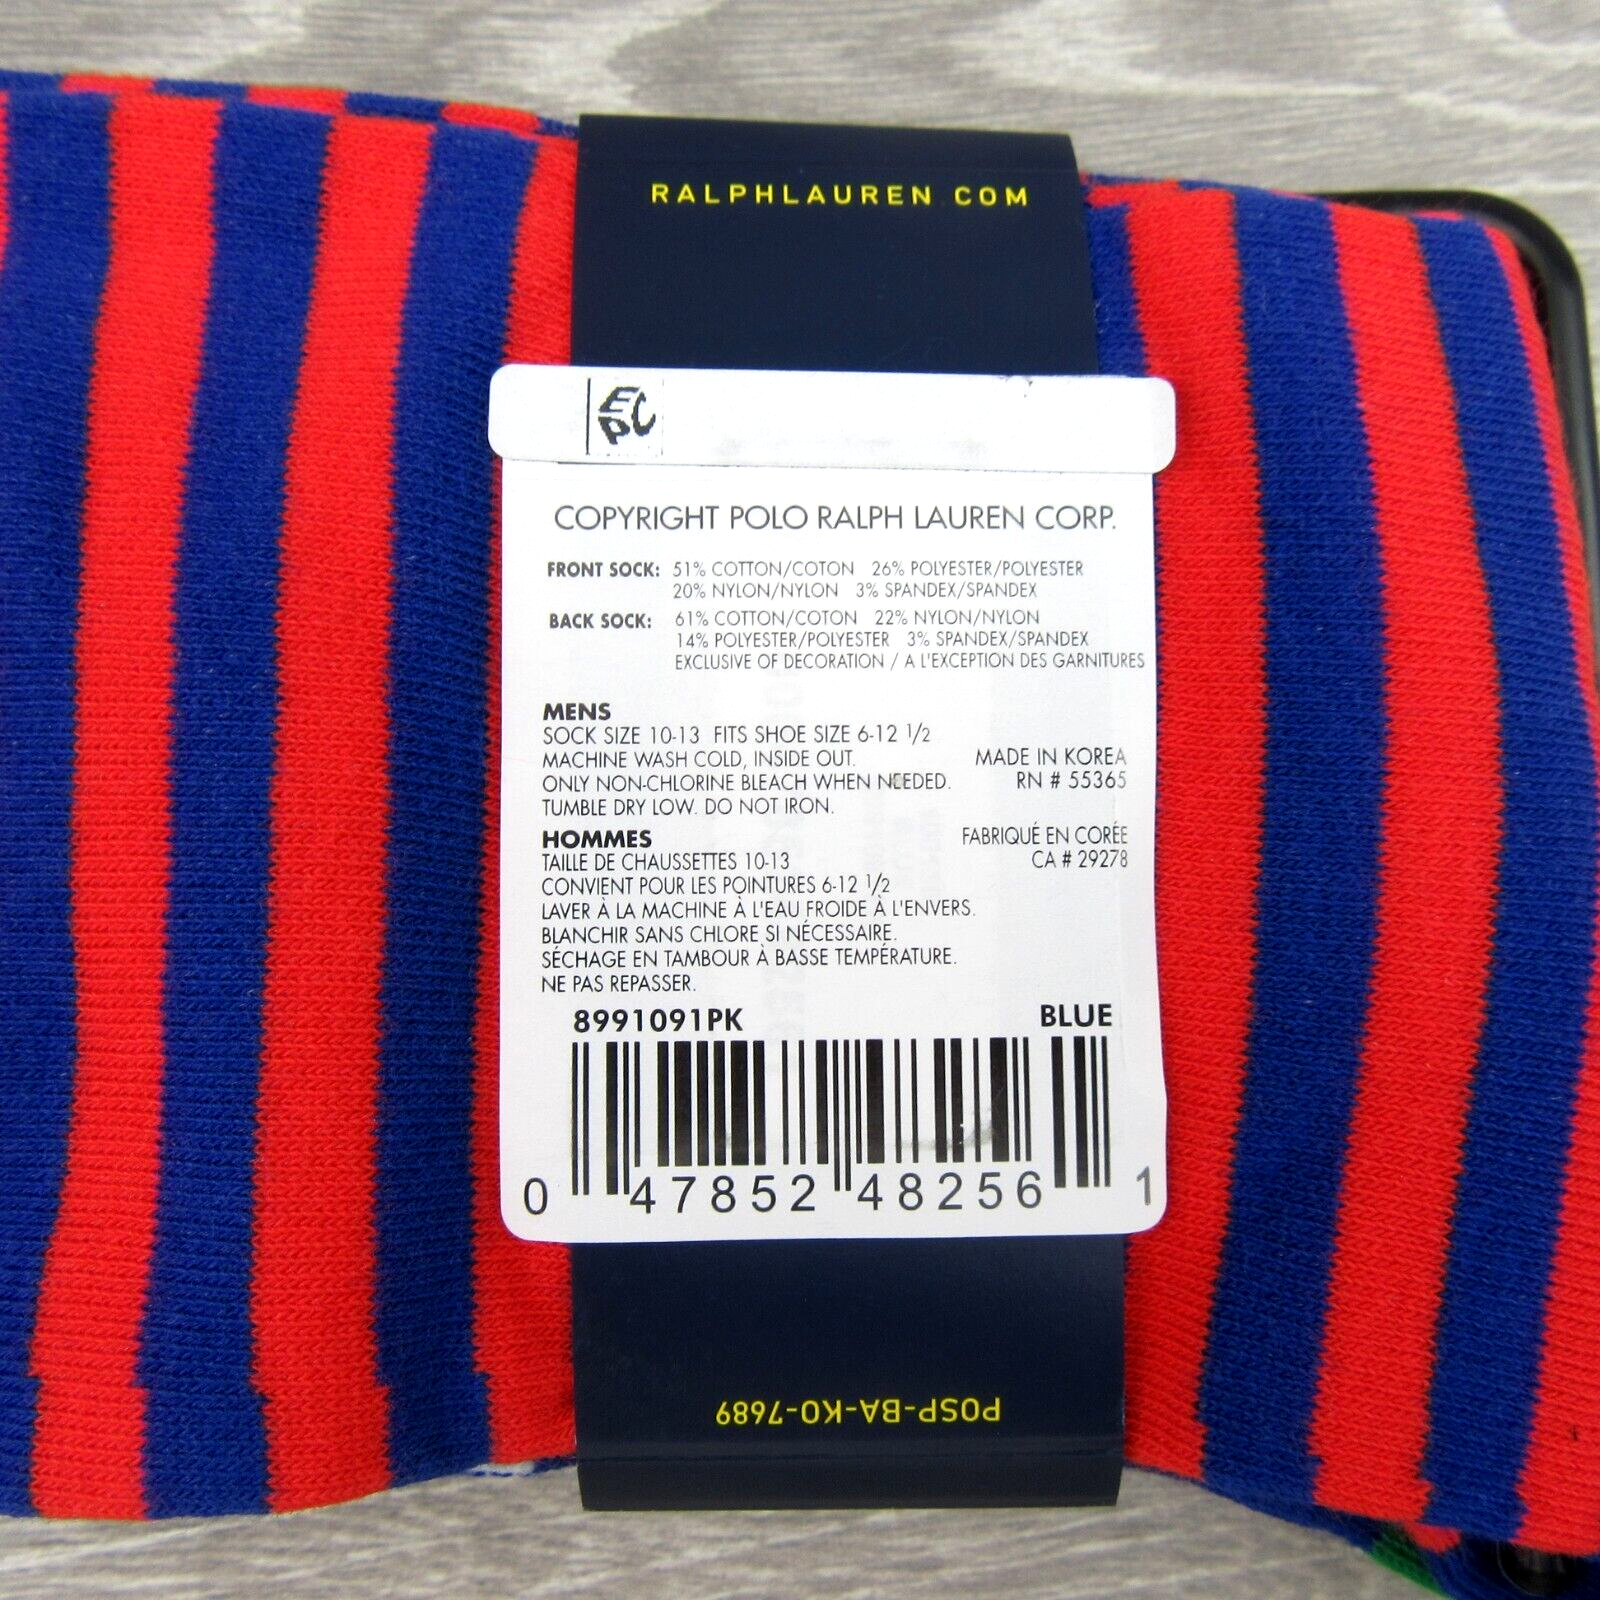 RALPHLAUREN.COM
EPC
COPYRIGHT POLO RALPH LAUREN CORP.
FRONT SOCK: 51% COTTON/COTON 26% POLYESTER/POLYESTER
20% NYLON/NYLON 3% SPANDEX/SPANDEX
BACK SOCK: 61% COTTON/COTON 22% NYLON/NYLON
14% POLYESTER/POLYESTER 3% SPANDEX/SPANDEX
EXCLUSIVE OF DECORATION / A L'EXCEPTION DES GARNITURES
MENS
SOCK SIZE 10-13 FITS SHOE SIZE 6-12 1/2
MACHINE WASH COLD, INSIDE OUT.
ONLY NON-CHLORINE BLEACH WHEN NEEDED.
TUMBLE DRY LOW. DO NOT IRON.
MADE IN KOREA
RN # 55365
HOMMES
TAILLE DE CHAUSSETTES 10-13
CONVIENT POUR LES POINTURES 6-12 1/2
LAVER À LA MACHINE À L'EAU FROIDE À L'ENVERS.
BLANCHIR SANS CHLORE SI NÉCESSAIRE.
SÉCHAGE EN TAMBOUR À BASSE TEMPÉRATURE.
NE PAS REPASSER.
FABRIQUÉ EN CORÉE
CA # 29278
8991091PK BLUE
0 47852 48256 1
POSP-BA-KO-7689